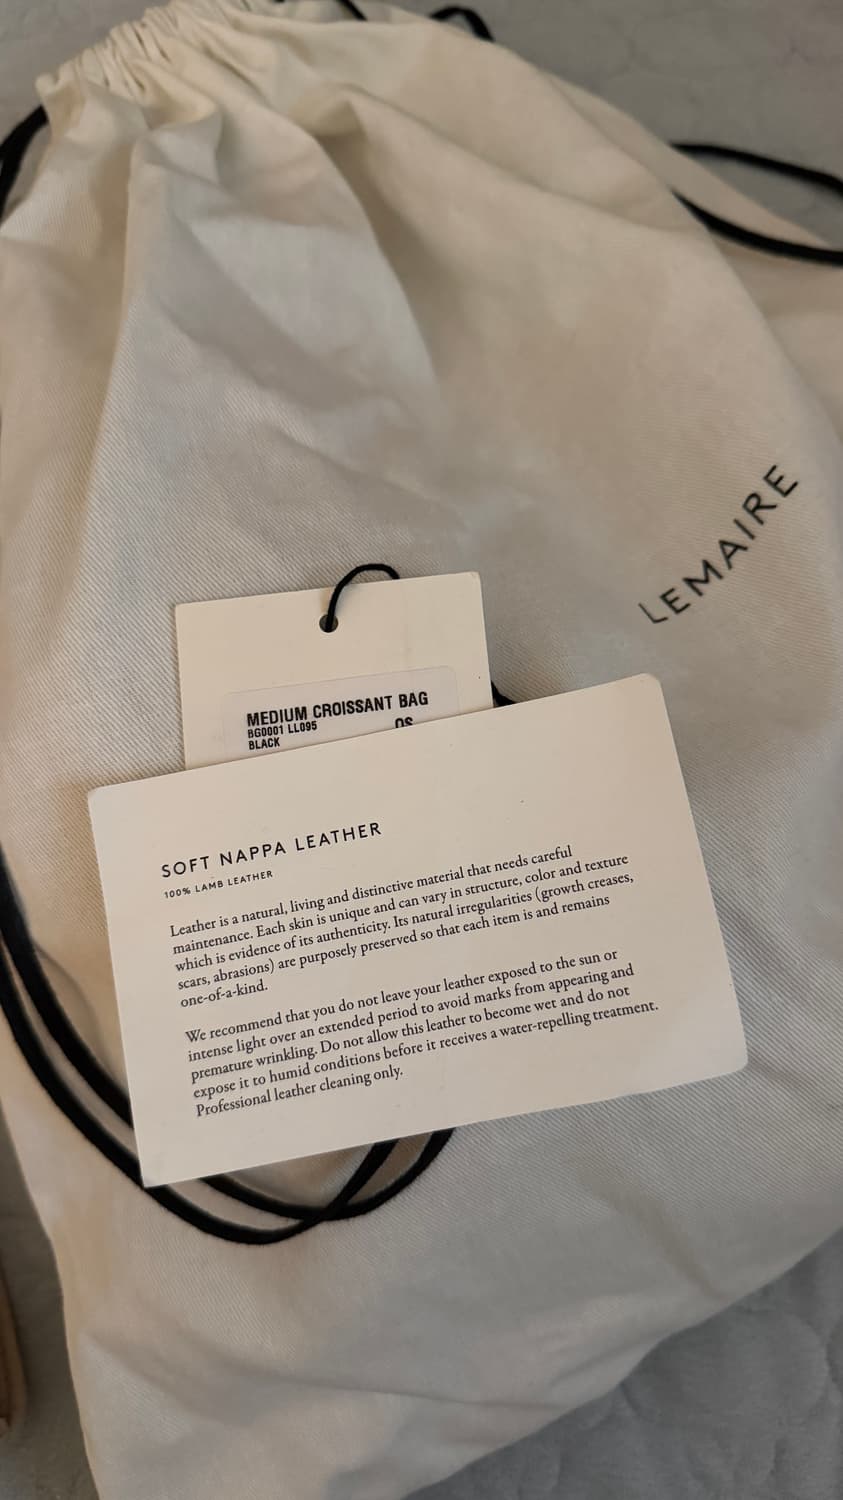 LEMAIRE
MEDIUM CROISSANT BAG
BG0001 LL095 OS
BLACK
SOFT NAPPA LEATHER
100% LAMB LEATHER
Leather is a natural, living and distinctive material that needs careful
maintenance. Each skin is unique and can vary in structure, color and texture
which is evidence of its authenticity. Its natural irregularities (growth creases,
scars, abrasions) are purposely preserved so that each item is and remains
one-of-a-kind.
We recommend that you do not leave your leather exposed to the sun or
intense light over an extended period to avoid marks from appearing and
premature wrinkling. Do not allow this leather to become wet and do not
expose it to humid conditions before it receives a water-repelling treatment.
Professional leather cleaning only.